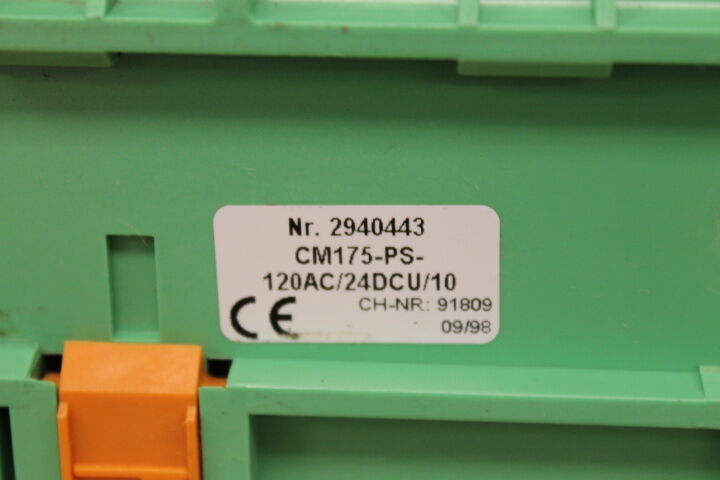 Nr. 2940443
CM175-PS-
120AC/24DCU/10
CE
CH-NR: 91809
09/98